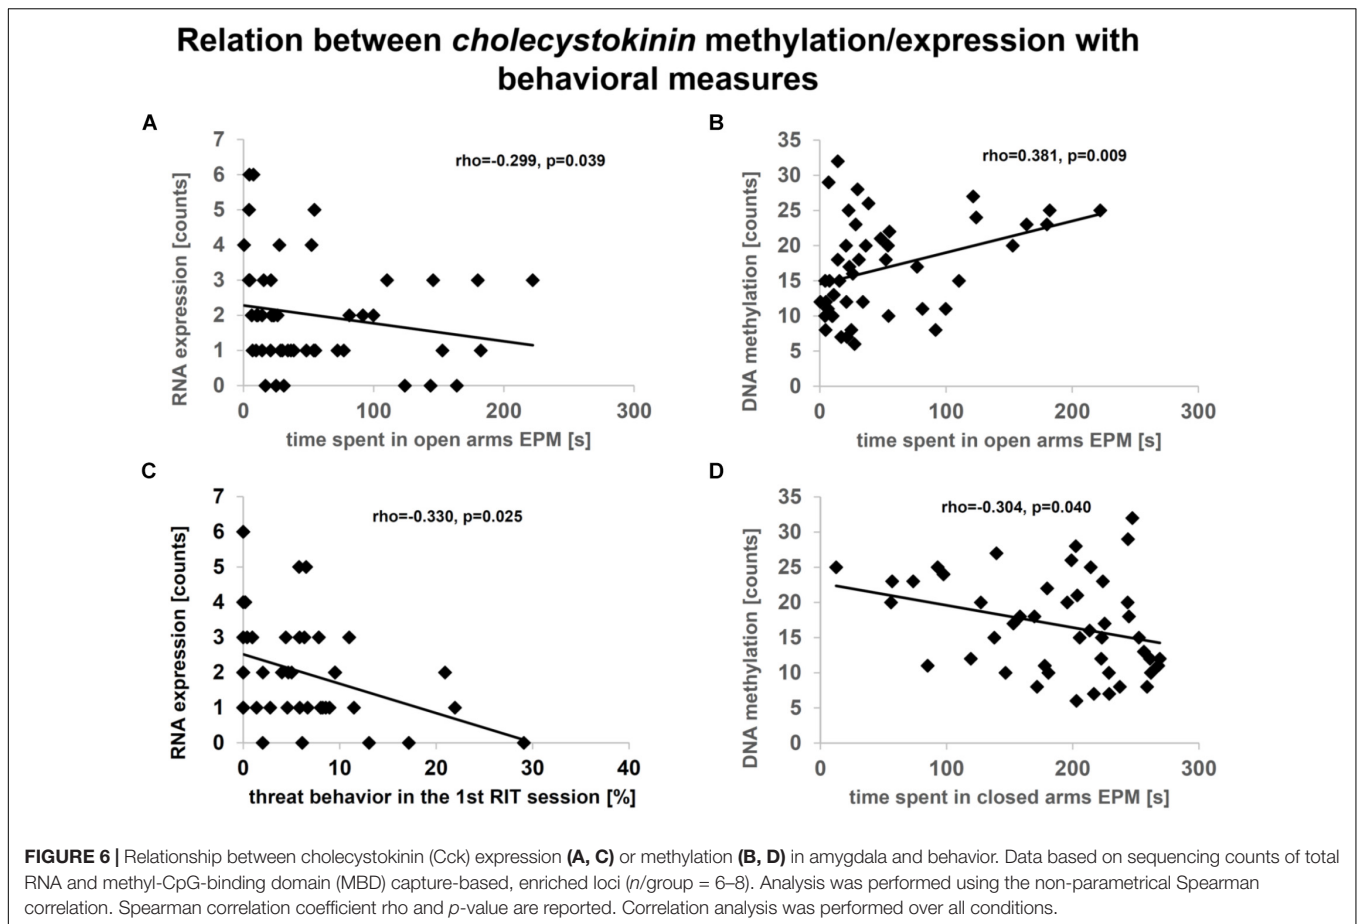 Relation between cholecystokinin methylation/expression with
behavioral measures
A
7
6
5
4
3
2
1
0
RNA expression [counts]
rho=-0.299, p=0.039
0 100 200 300
time spent in open arms EPM [s]
B
35
30
25
20
15
10
5
0
DNA methylation [counts]
rho=0.381, p=0.009
0 100 200 300
time spent in open arms EPM [s]
C
7
6
5
4
3
2
1
0
RNA expression [counts]
rho=-0.330, p=0.025
0 10 20 30 40
threat behavior in the 1st RIT session [%]
D
35
30
25
20
15
10
5
0
DNA methylation [counts]
rho=-0.304, p=0.040
0 100 200 300
time spent in closed arms EPM [s]
FIGURE 6 | Relationship between cholecystokinin (Cck) expression (A, C) or methylation (B, D) in amygdala and behavior. Data based on sequencing counts of total
RNA and methyl-CpG-binding domain (MBD) capture-based, enriched loci (n/group = 6–8). Analysis was performed using the non-parametrical Spearman
correlation. Spearman correlation coefficient rho and p-value are reported. Correlation analysis was performed over all conditions.